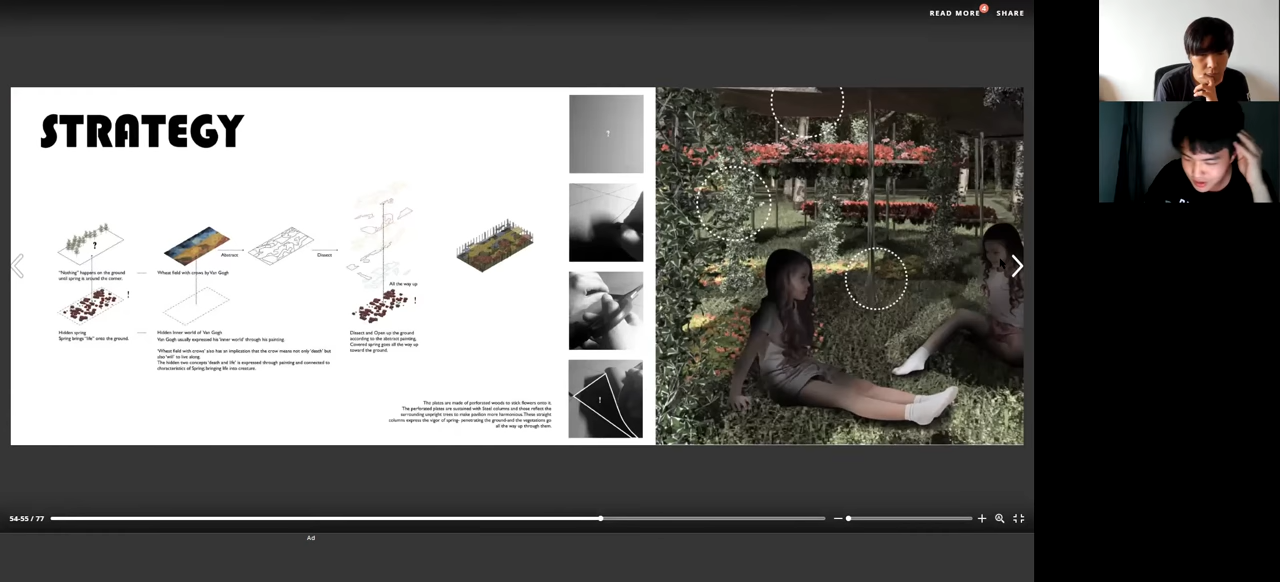 READ MORE 4 SHARE
STRATEGY
?
?
Abstract
Dissect
"Nothing" happens on the ground
until spring is around the corner.
Wheat field with crows by Van Gogh
All the way up
!
!
Hidden spring
Spring brings "life" onto the ground.
Hidden Inner world of Van Gogh
Van Gogh usually expressed his 'inner world' through his painting.
'Wheat field with crows' also has an implication that the crow means not only 'death' but
also 'will' to live along.
The hidden two concepts 'death and life' is expressed through painting and connected to
characteristics of Spring; bringing life into creature.
Dissect and Open up the ground
according to the abstract painting,
Covered spring goes all the way up
toward the ground.
!
The plates are made of perforated woods to stick flowers onto it.
The perforated plates are sustained with Steel columns and those reflect the
surrounding upright trees to make pavilion more harmonious. These straight
columns express the vigor of spring- penetrating the ground-and the vegetations go
all the way up through them.
54-55 / 77
Ad